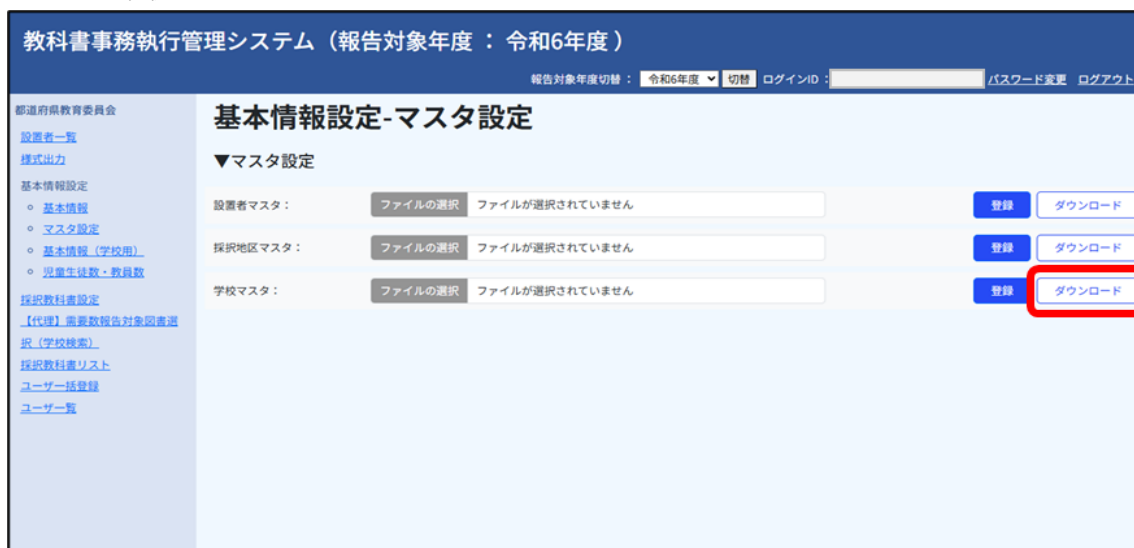 教科書事務執行管理システム（報告対象年度 ： 令和6年度 ）
報告対象年度切替 ： 令和6年度 切替 ログインID : パスワード変更 ログアウト
都道府県教育委員会
設置者一覧
様式出力
基本情報設定
基本情報
マスタ設定
基本情報（学校用）
児童生徒数・教員数
採択教科書設定
【代理】需要数報告対象図書選
択（学校検索）
採択教科書リスト
ユーザ一括登録
ユーザ一覧
基本情報設定-マスタ設定
▼マスタ設定
設置者マスタ： ファイルの選択 ファイルが選択されていません 登録 ダウンロード
採択地区マスタ： ファイルの選択 ファイルが選択されていません 登録 ダウンロード
学校マスタ： ファイルの選択 ファイルが選択されていません 登録 ダウンロード